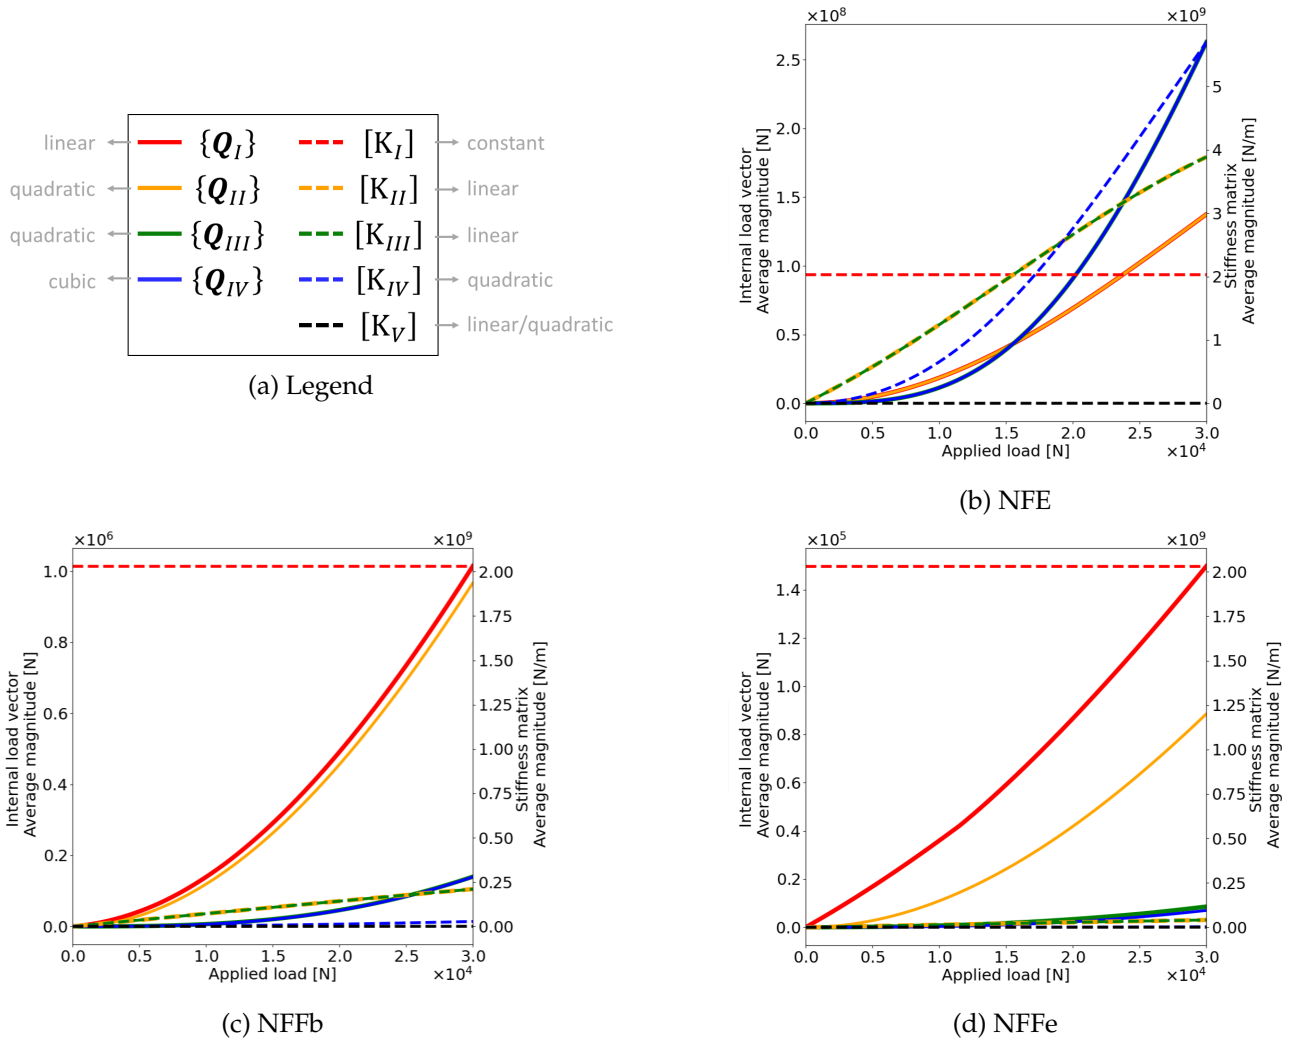 linear {Q_I} [K_I] constant
quadratic {Q_II} [K_II] linear
quadratic {Q_III} [K_III] linear
cubic {Q_IV} [K_IV] quadratic
[K_V] linear/quadratic
(a) Legend
×10^8 ×10^9
2.5
2.0
1.5
1.0
0.5
0.0
Internal load vector
Average magnitude [N]
6
5
4
3
2
1
0
Stiffness matrix
Average magnitude [N/m]
0.0 0.5 1.0 1.5 2.0 2.5 3.0
Applied load [N] ×10^4
(b) NFE
×10^6 ×10^9
1.0
0.8
0.6
0.4
0.2
0.0
Internal load vector
Average magnitude [N]
2.00
1.75
1.50
1.25
1.00
0.75
0.50
0.25
0.00
Stiffness matrix
Average magnitude [N/m]
0.0 0.5 1.0 1.5 2.0 2.5 3.0
Applied load [N] ×10^4
(c) NFFb
×10^5 ×10^9
1.4
1.2
1.0
0.8
0.6
0.4
0.2
0.0
Internal load vector
Average magnitude [N]
2.00
1.75
1.50
1.25
1.00
0.75
0.50
0.25
0.00
Stiffness matrix
Average magnitude [N/m]
0.0 0.5 1.0 1.5 2.0 2.5 3.0
Applied load [N] ×10^4
(d) NFFe